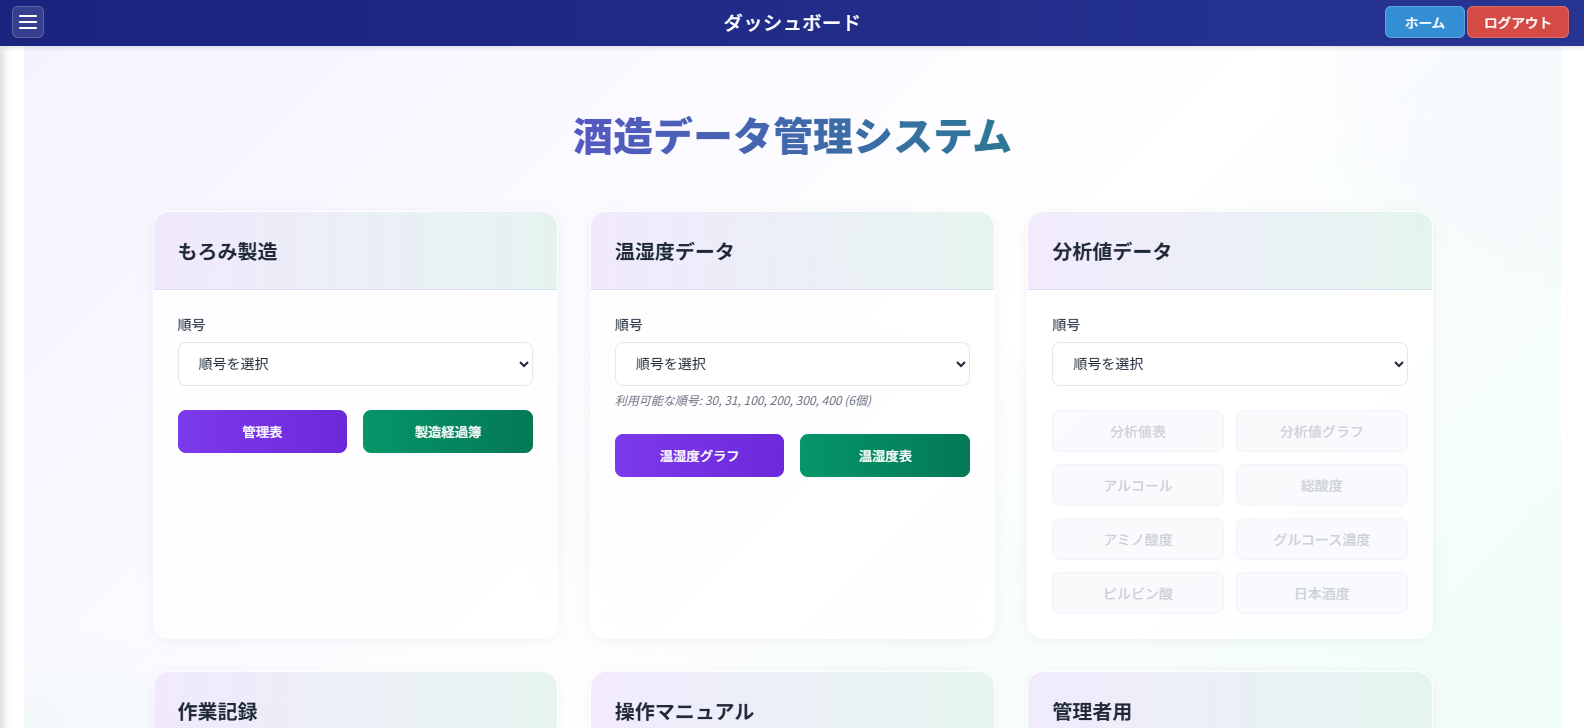 ダッシュボード
ホーム
ログアウト
酒造データ管理システム
もろみ製造
順号
順号を選択
管理表
製造経過簿
温湿度データ
順号
順号を選択
利用可能な順号: 30, 31, 100, 200, 300, 400 (6個)
温湿度グラフ
温湿度表
分析値データ
順号
順号を選択
分析値表
分析値グラフ
アルコール
総酸度
アミノ酸度
グルコース濃度
ピルビン酸
日本酒度
作業記録
操作マニュアル
管理者用